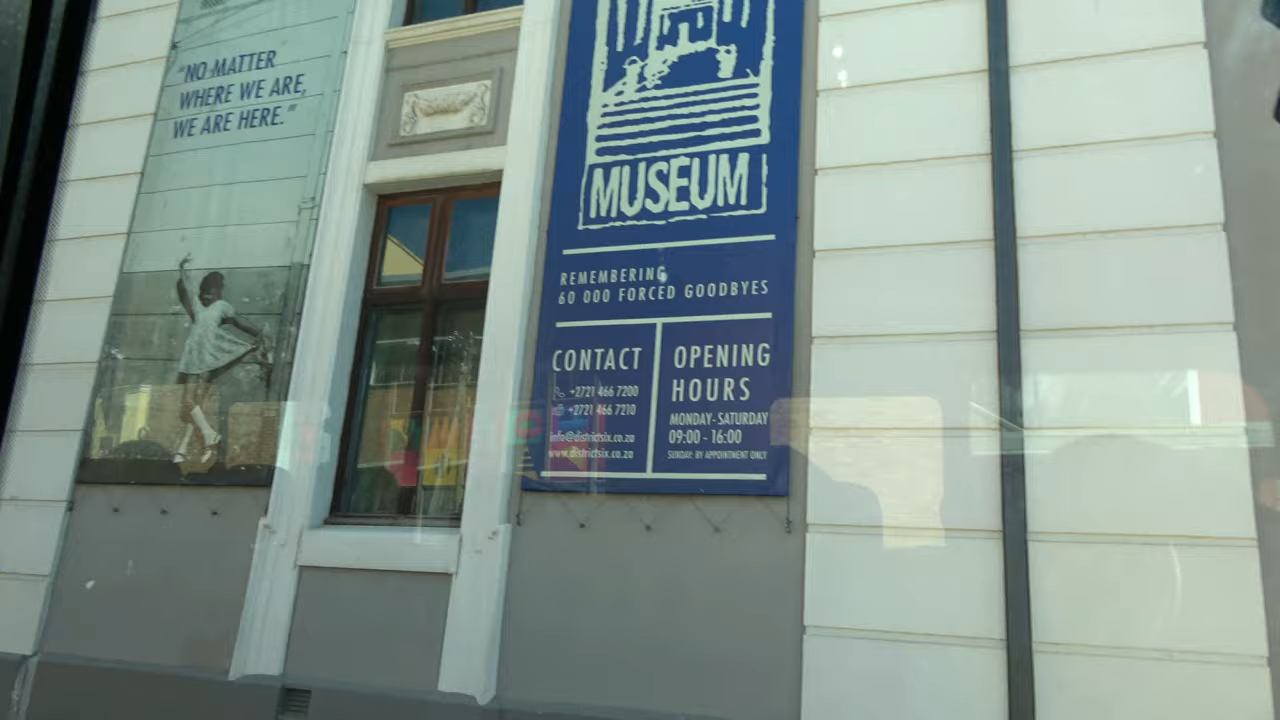 "NO MATTER
WHERE WE ARE,
WE ARE HERE."
MUSEUM
REMEMBERING
60 000 FORCED GOODBYES
CONTACT
+2721 466 7200
+2721 466 7210
info@districtsix.co.za
www.districtsix.co.za
OPENING
HOURS
MONDAY- SATURDAY
09:00 - 16:00
SUNDAY: BY APPOINTMENT ONLY